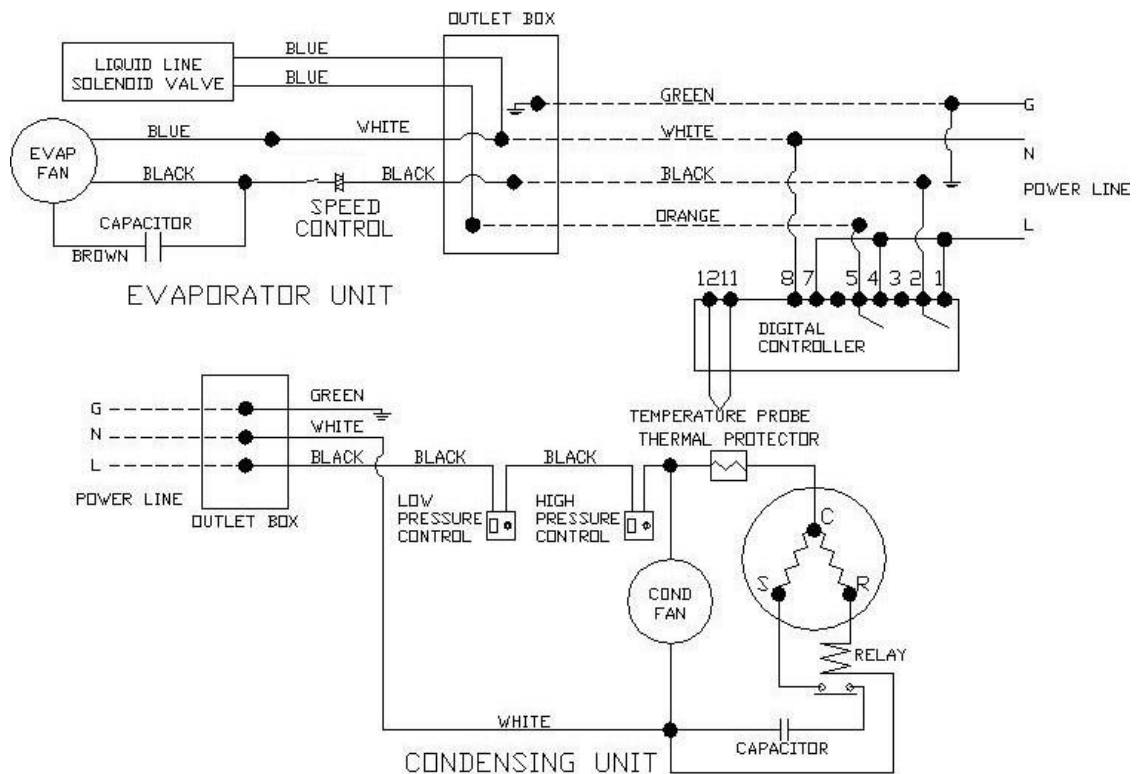 OUTLET BOX
BLUE
LIQUID LINE
SOLENOID VALVE
BLUE
GREEN
G
BLUE
WHITE
WHITE
N
EVAP
FAN
BLACK
BLACK
BLACK
POWER LINE
CAPACITOR
SPEED
CONTROL
ORANGE
L
BROWN
EVAPORATOR UNIT
12 11 8 7 5 4 3 2 1
DIGITAL
CONTROLLER
G
GREEN
N
WHITE
TEMPERATURE PROBE
THERMAL PROTECTOR
L
BLACK
BLACK
BLACK
POWER LINE
OUTLET BOX
LOW
PRESSURE
CONTROL
HIGH
PRESSURE
CONTROL
C
S
R
COND
FAN
RELAY
WHITE
CAPACITOR
CONDENSING UNIT